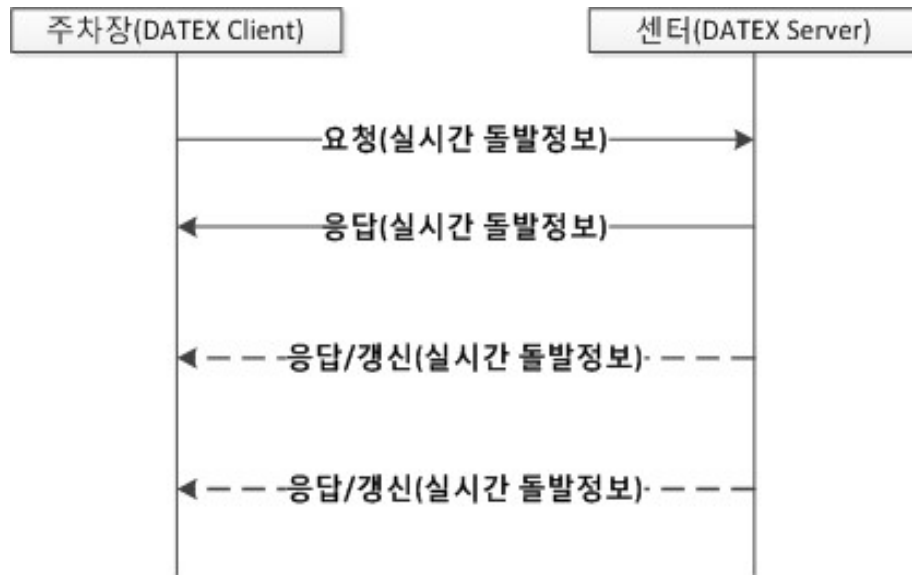 주차장(DATEX Client)
센터(DATEX Server)
요청(실시간 돌발정보)
응답(실시간 돌발정보)
응답/갱신(실시간 돌발정보)
응답/갱신(실시간 돌발정보)